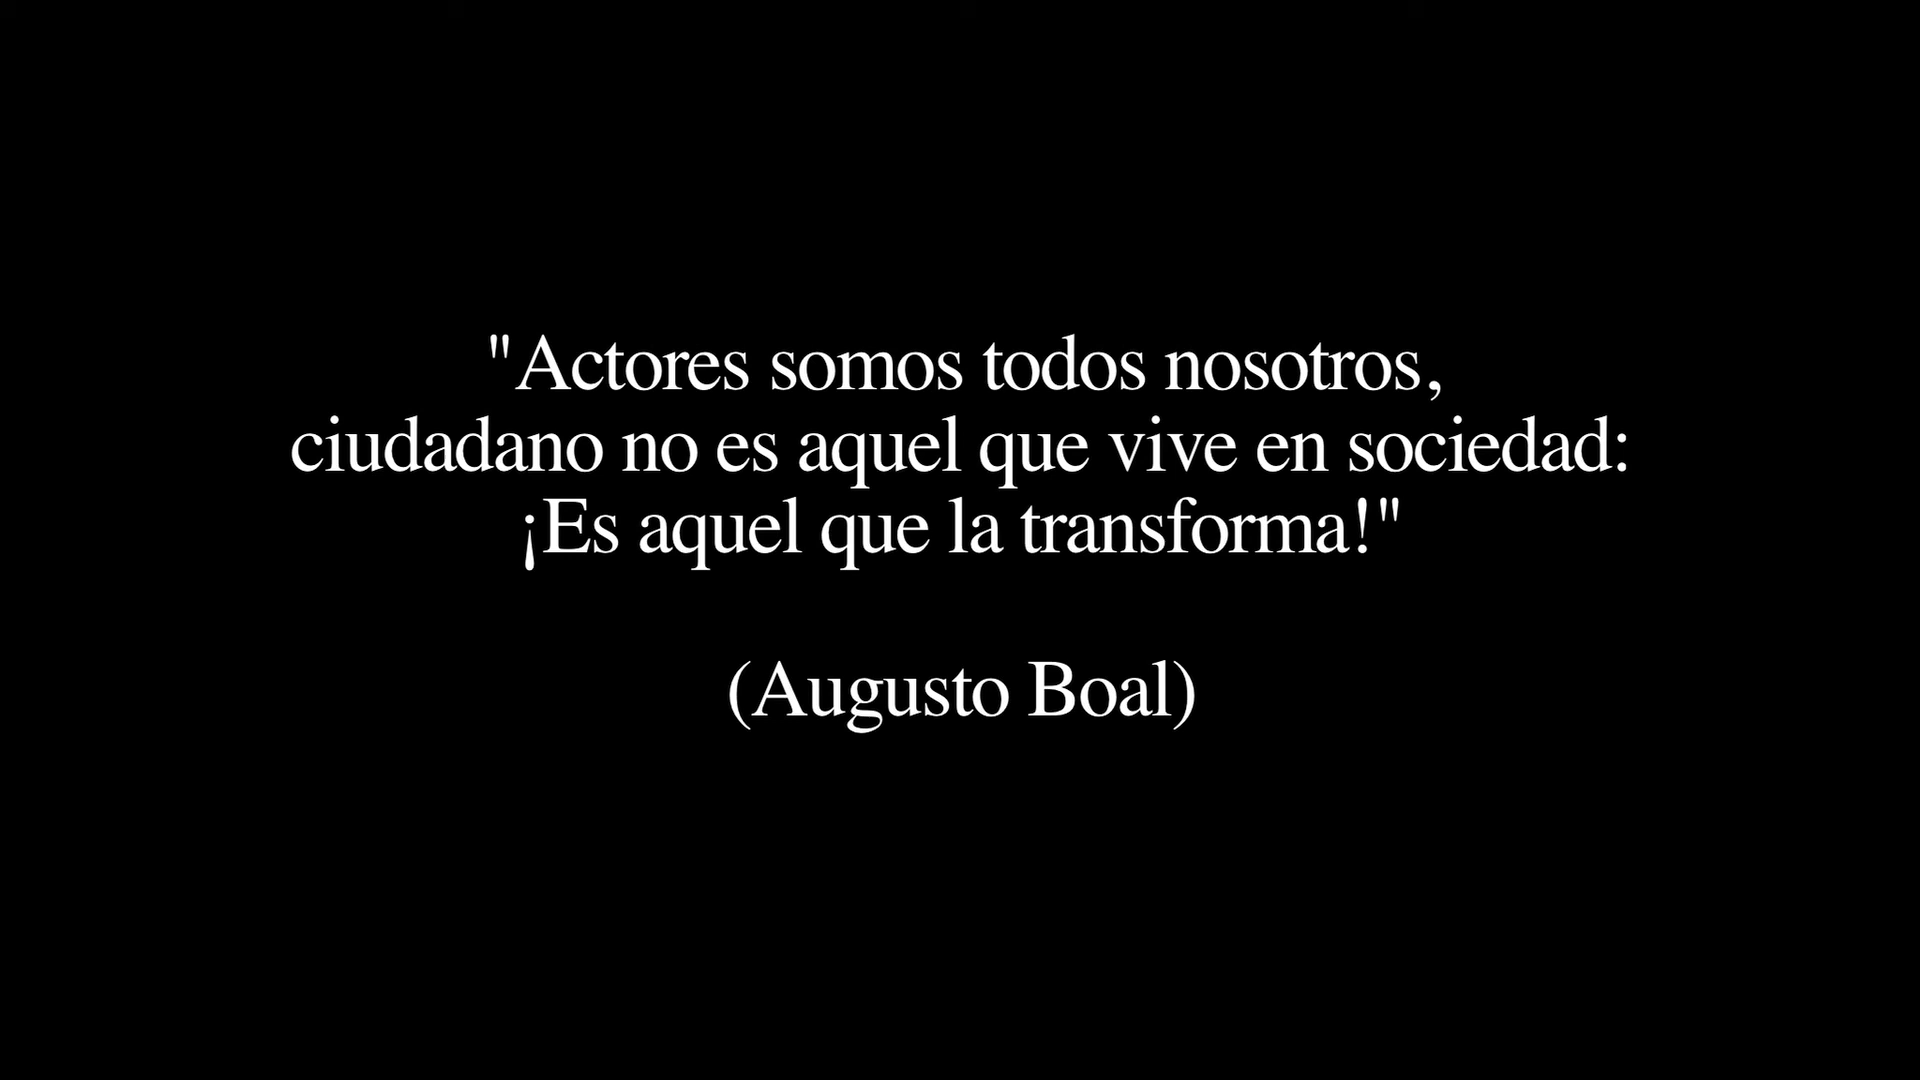 "Actores somos todos nosotros,
ciudadano no es aquel que vive en sociedad:
¡Es aquel que la transforma!"
(Augusto Boal)